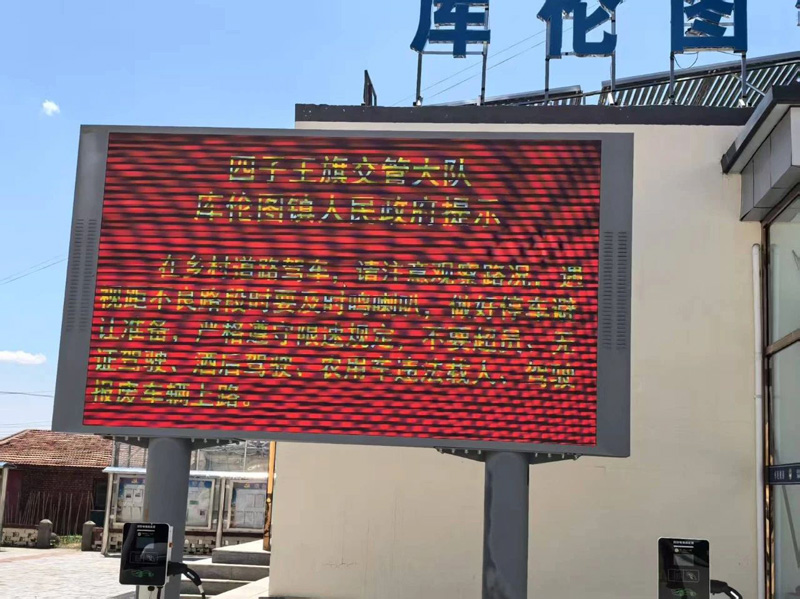 库伦图
四子王旗交管大队
库伦图镇人民政府提示
在乡村道路驾车，请注意观察路况。遇
视距不良路段时要及时鸣喇叭，做好停车避
让准备，严格遵守限速规定，不要超员、无
证驾驶、酒后驾驶、农用车违法载人、驾驶
报废车辆上路。